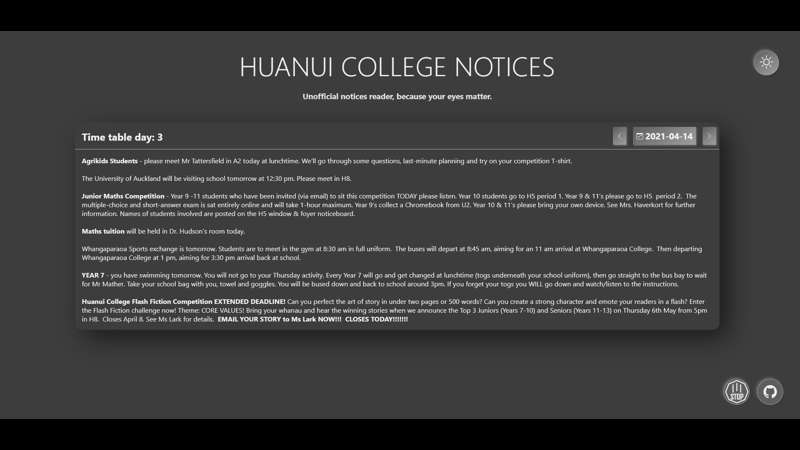 HUANUI COLLEGE NOTICES
Unofficial notices reader, because your eyes matter.
Time table day: 3
2021-04-14
Agrikids Students - please meet Mr Tattersfield in A2 today at lunchtime. We'll go through some questions, last-minute planning and try on your competition T-shirt.
The University of Auckland will be visiting school tomorrow at 12:30 pm. Please meet in H8.
Junior Maths Competition - Year 9 -11 students who have been invited (via email) to sit this competition TODAY please listen. Year 10 students go to H5 period 1. Year 9 & 11's please go to H5 period 2. The
multiple-choice and short-answer exam is sat entirely online and will take 1-hour maximum. Year 9's collect a Chromebook from U2. Year 10 & 11's please bring your own device. See Mrs. Haverkort for further
information. Names of students involved are posted on the H5 window & foyer noticeboard.
Maths tuition will be held in Dr. Hudson's room today.
Whangaparaoa Sports exchange is tomorrow. Students are to meet in the gym at 8:30 am in full uniform. The buses will depart at 8:45 am, aiming for an 11 am arrival at Whangaparaoa College. Then departing
Whangaparaoa College at 1 pm, aiming for 3:30 pm arrival back at school.
YEAR 7 - you have swimming tomorrow. You will not go to your Thursday activity. Every Year 7 will go and get changed at lunchtime (togs underneath your school uniform), then go straight to the bus bay to wait
for Mr Mather. Take your school bag with you, towel and goggles. You will be bused down and back to school around 3pm. If you forget your togs you WILL go down and watch/listen to the instructions.
Huanui College Flash Fiction Competition EXTENDED DEADLINE! Can you perfect the art of story in under two pages or 500 words? Can you create a strong character and emote your readers in a flash? Enter
the Flash Fiction challenge now! Theme: CORE VALUES! Bring your whanau and hear the winning stories when we announce the Top 3 Juniors (Years 7-10) and Seniors (Years 11-13) on Thursday 6th May from 5pm
in H8. Closes April 8. See Ms Lark for details. EMAIL YOUR STORY to Ms Lark NOW!!! CLOSES TODAY!!!!!!!
STOP